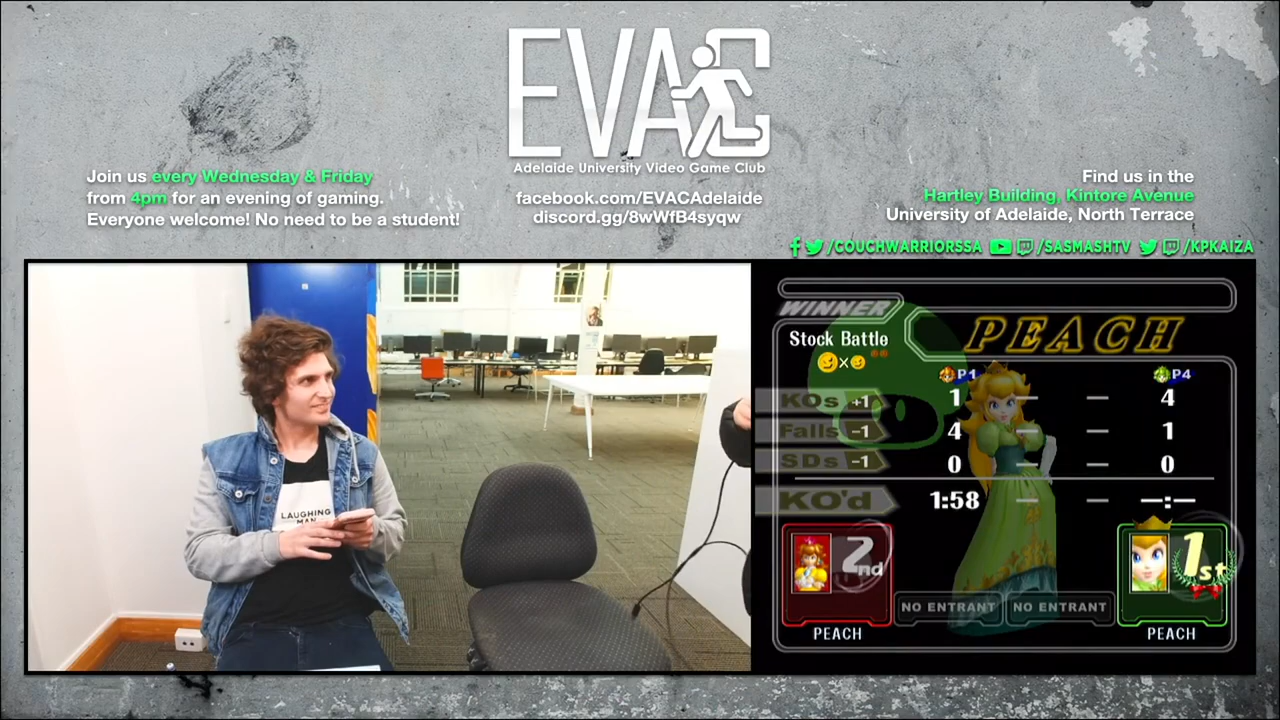 EVAC
Adelaide University Video Game Club
Join us every Wednesday & Friday
from 4pm for an evening of gaming.
Everyone welcome! No need to be a student!
facebook.com/EVACAdelaide
discord.gg/8wWfB4syqw
Find us in the
Hartley Building, Kintore Avenue
University of Adelaide, North Terrace
/COUCHWARRIORSSA /SASMASHTV /KPKAIZA
LAUGHING
MAN
WINNER
PEACH
Stock Battle
P1 P4
KOs +1 1 — — 4
Falls -1 4 — — 1
SDs -1 0 — — 0
KO'd 1:58 — — —:—
2nd 1st
NO ENTRANT NO ENTRANT
PEACH PEACH